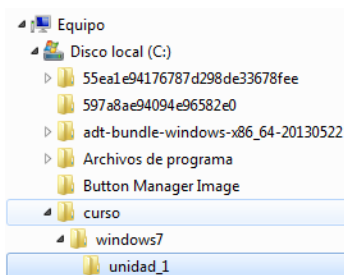 Equipo
Disco local (C:)
55ea1e94176787d298de33678fee
597a8ae94094e96582e0
adt-bundle-windows-x86_64-20130522
Archivos de programa
Button Manager Image
curso
windows7
unidad_1